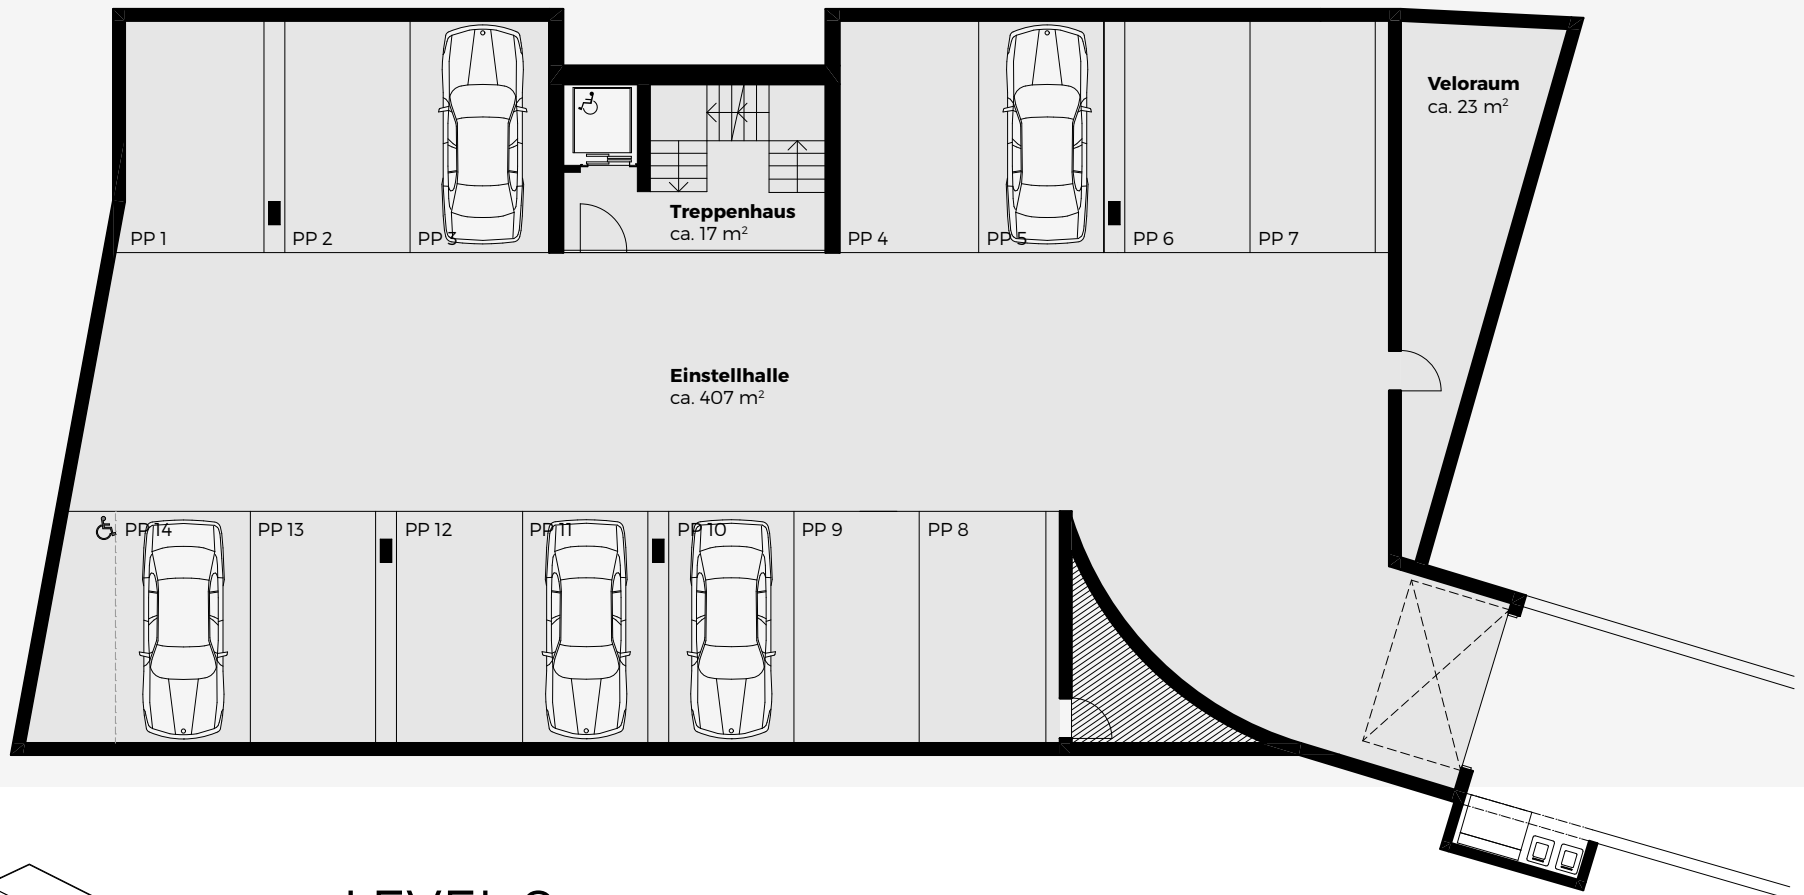 Veloraum
ca. 23 m²
PP 1
PP 2
PP 3
Treppenhaus
ca. 17 m²
PP 4
PP 5
PP 6
PP 7
Einstellhalle
ca. 407 m²
PP 14
PP 13
PP 12
PP 11
PP 10
PP 9
PP 8
LEVEL